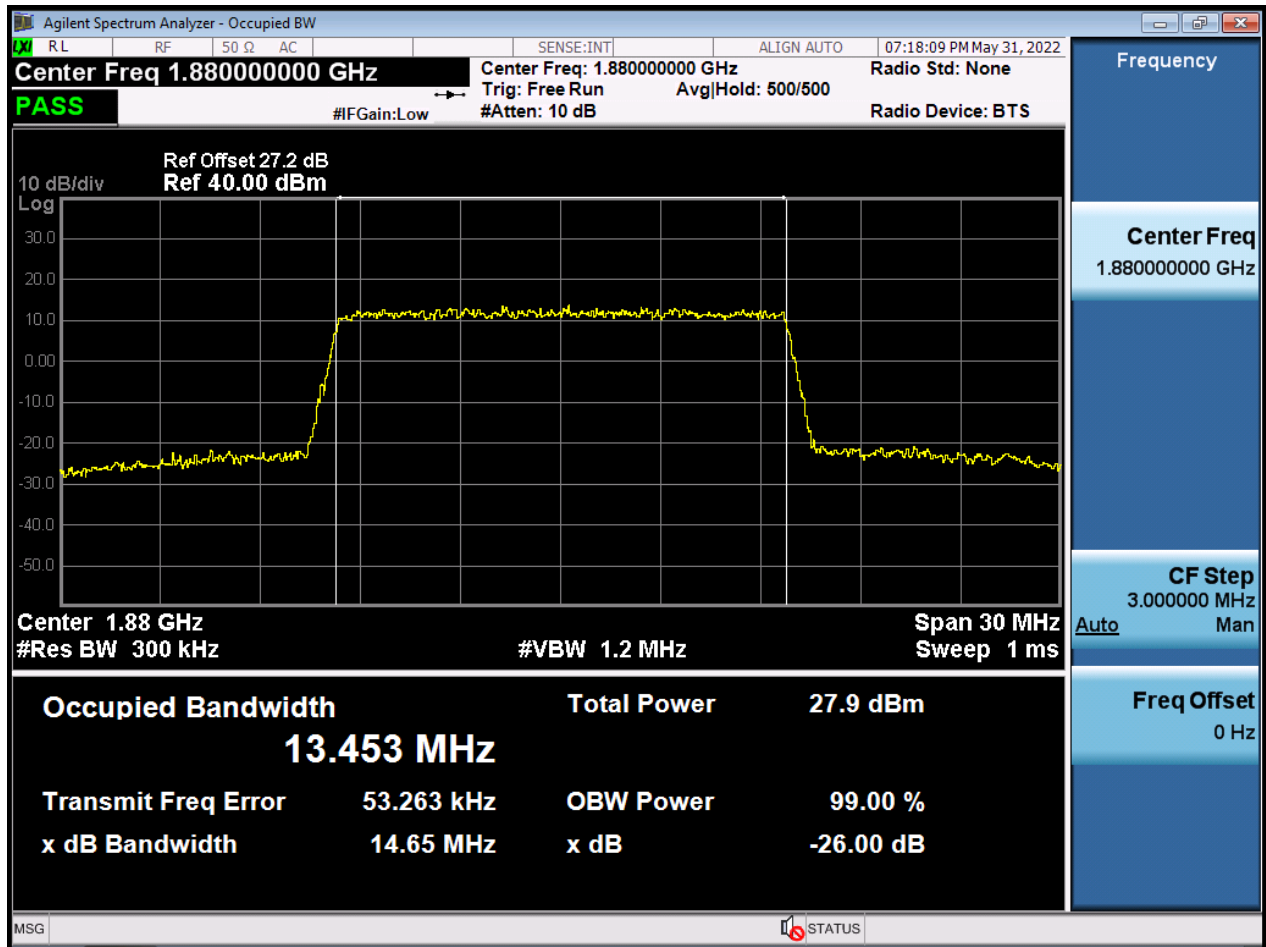 Agilent Spectrum Analyzer - Occupied BW
LXI RL RF 50 Ω AC SENSE:INT ALIGN AUTO 07:18:09 PM May 31, 2022
Center Freq 1.880000000 GHz
Center Freq: 1.880000000 GHz
Radio Std: None
Trig: Free Run Avg|Hold: 500/500
PASS
#IFGain:Low
#Atten: 10 dB
Radio Device: BTS
Ref Offset 27.2 dB
10 dB/div Ref 40.00 dBm
Log
30.0
20.0
10.0
0.00
-10.0
-20.0
-30.0
-40.0
-50.0
Center 1.88 GHz Span 30 MHz
#Res BW 300 kHz #VBW 1.2 MHz Sweep 1 ms
Occupied Bandwidth Total Power 27.9 dBm
13.453 MHz
Transmit Freq Error 53.263 kHz OBW Power 99.00 %
x dB Bandwidth 14.65 MHz x dB -26.00 dB
MSG STATUS
Frequency
Center Freq
1.880000000 GHz
CF Step
3.000000 MHz
Auto Man
Freq Offset
0 Hz